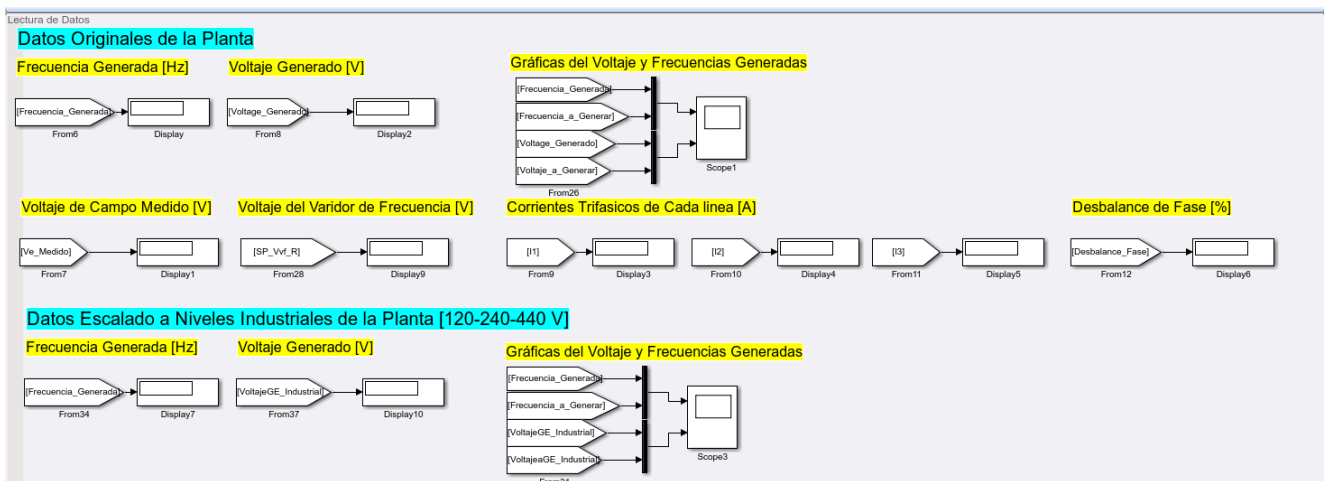 Lectura de Datos
Datos Originales de la Planta
Frecuencia Generada [Hz]
Voltaje Generado [V]
Gráficas del Voltaje y Frecuencias Generadas
[Frecuencia_Generada]
From6
Display
[Voltage_Generado]
From8
Display2
[Frecuencia_Generada]
[Frecuencia_a_Generar]
[Voltage_Generado]
[Voltaje_a_Generar]
From26
Scope1
Voltaje de Campo Medido [V]
Voltaje del Varidor de Frecuencia [V]
Corrientes Trifasicos de Cada linea [A]
Desbalance de Fase [%]
[Ve_Medido]
From7
Display1
[SP_Vvf_R]
From28
Display9
[I1]
From9
Display3
[I2]
From10
Display4
[I3]
From11
Display5
[Desbalance_Fase]
From12
Display6
Datos Escalado a Niveles Industriales de la Planta [120-240-440 V]
Frecuencia Generada [Hz]
Voltaje Generado [V]
Gráficas del Voltaje y Frecuencias Generadas
[Frecuencia_Generada]
From34
Display7
[VoltajeGE_Industrial]
From37
Display10
[Frecuencia_Generada]
[Frecuencia_a_Generar]
[VoltajeGE_Industrial]
[VoltajeaGE_Industrial]
Scope3